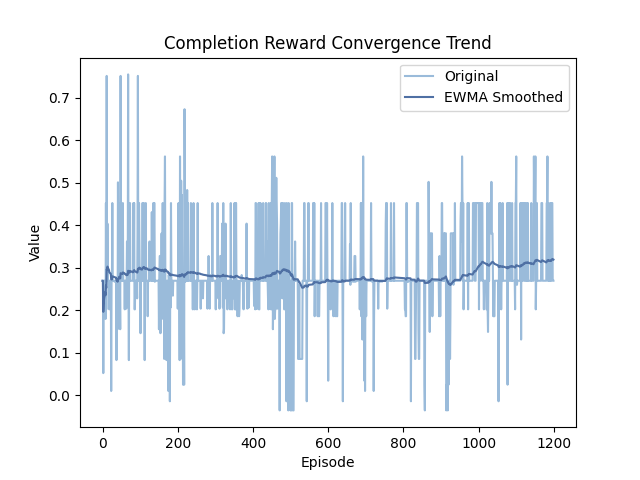 Completion Reward Convergence Trend
Original
EWMA Smoothed
Value
0.7
0.6
0.5
0.4
0.3
0.2
0.1
0.0
0 200 400 600 800 1000 1200
Episode